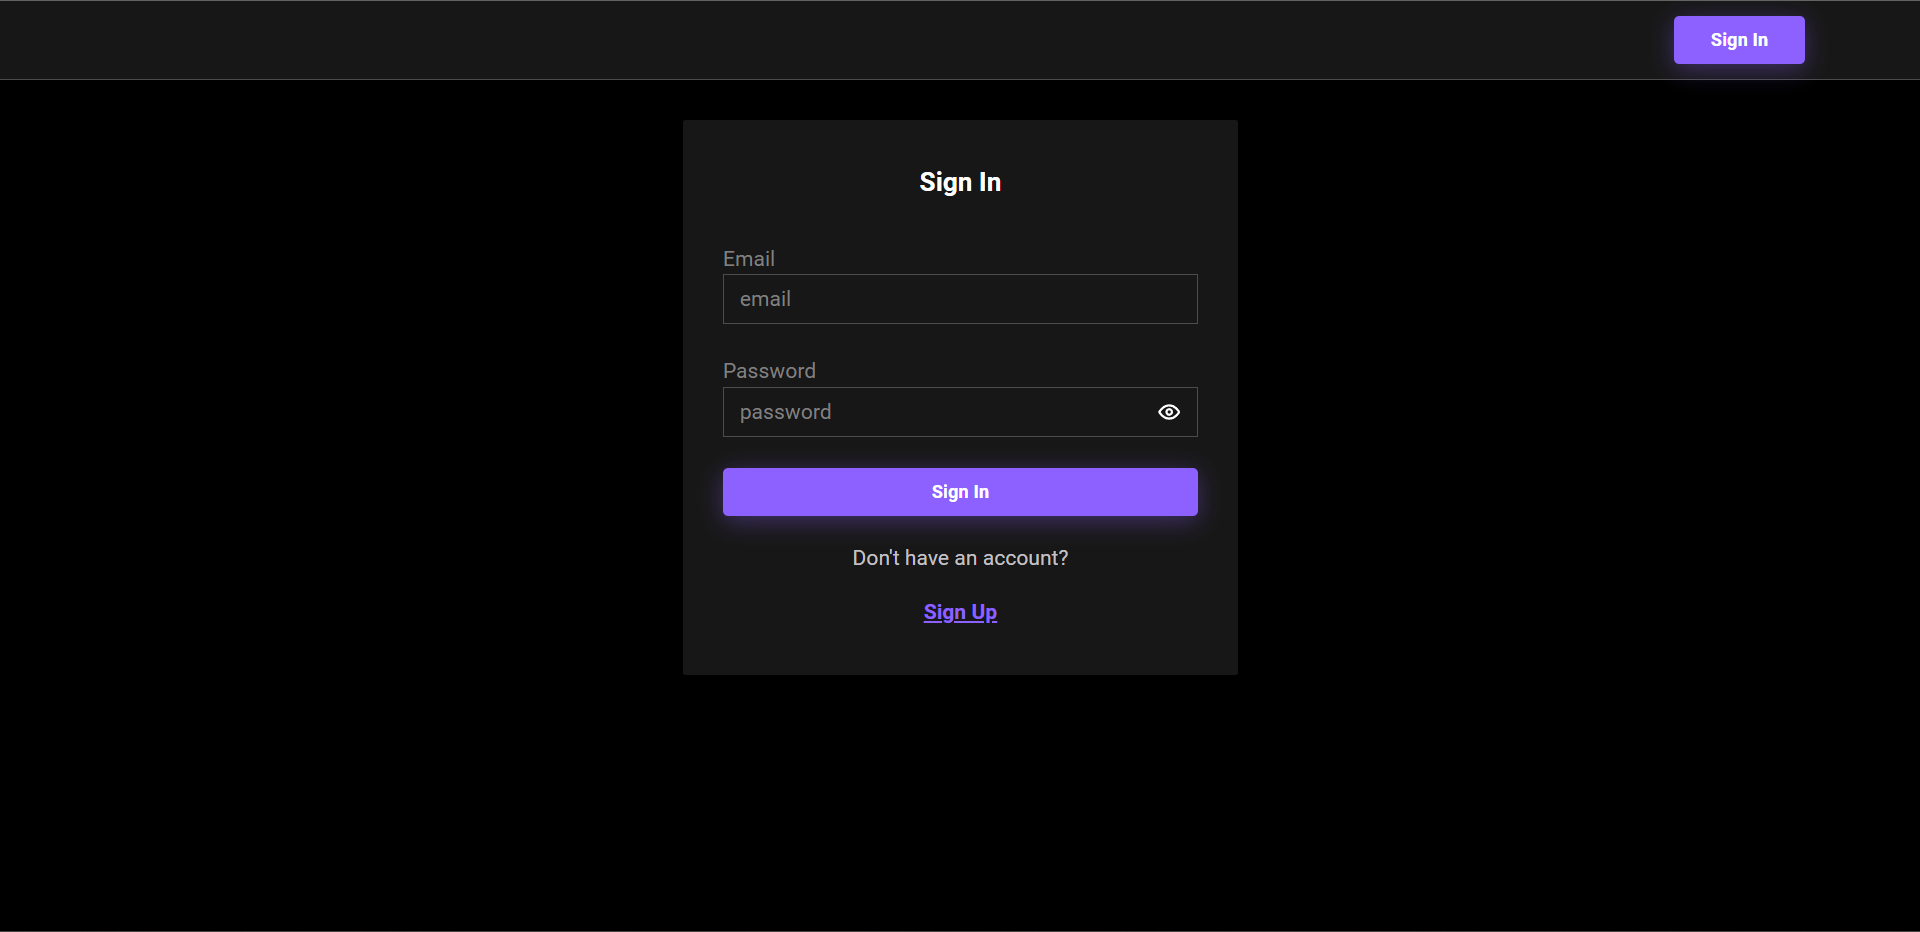 Sign In
Sign In
Email
email
Password
password
Sign In
Don't have an account?
Sign Up